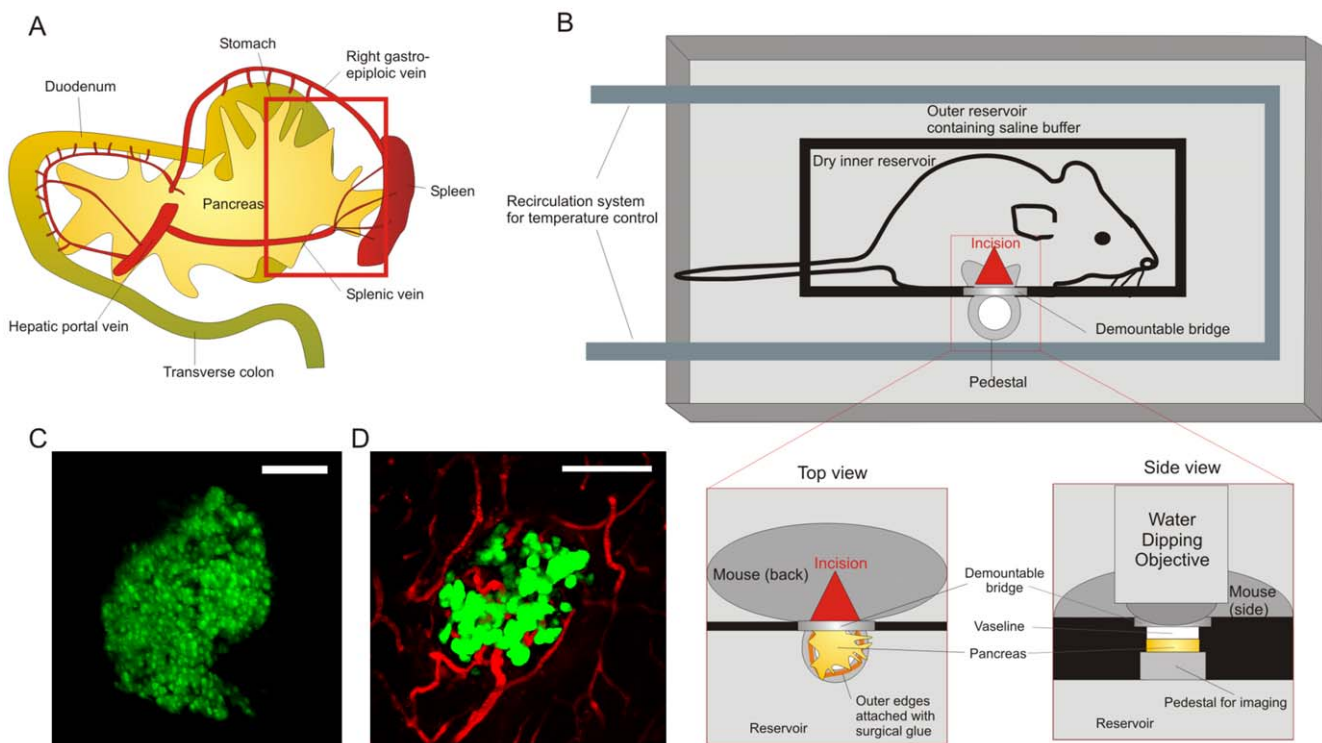 A
Stomach
Right gastro-
epiploic vein
Duodenum
Pancreas
Spleen
Splenic vein
Hepatic portal vein
Transverse colon
B
Outer reservoir
containing saline buffer
Dry inner reservoir
Recirculation system
for temperature control
Incision
Demountable bridge
Pedestal
C
D
Top view
Mouse (back)
Incision
Outer edges
attached with
surgical glue
Reservoir
Demountable
bridge
Vaseline
Pancreas
Side view
Water
Dipping
Objective
Mouse
(side)
Pedestal for imaging
Reservoir